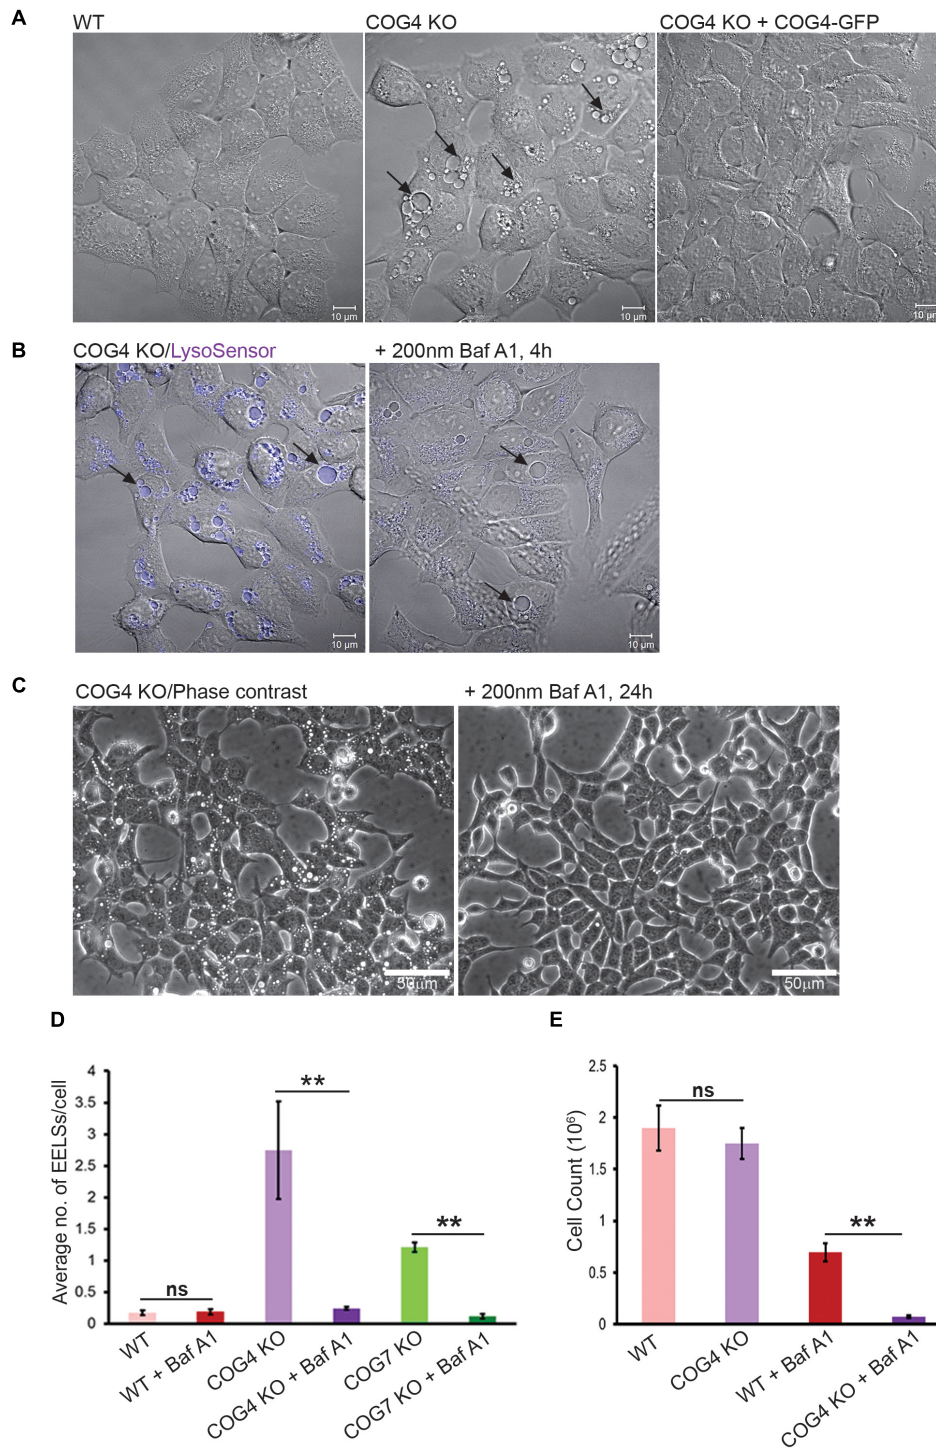 A
WT
COG4 KO
COG4 KO + COG4-GFP
10 µm
10 µm
10 µm
B
COG4 KO/LysoSensor
+ 200nm Baf A1, 4h
10 µm
10 µm
C
COG4 KO/Phase contrast
+ 200nm Baf A1, 24h
50µm
50µm
D
Average no. of EELSs/cell
4
3.5
3
2.5
2
1.5
1
0.5
0
ns
**
**
WT
WT + Baf A1
COG4 KO
COG4 KO + Baf A1
COG7 KO
COG7 KO + Baf A1
E
Cell Count (10⁶)
2.5
2
1.5
1
0.5
0
ns
**
WT
COG4 KO
WT + Baf A1
COG4 KO + Baf A1